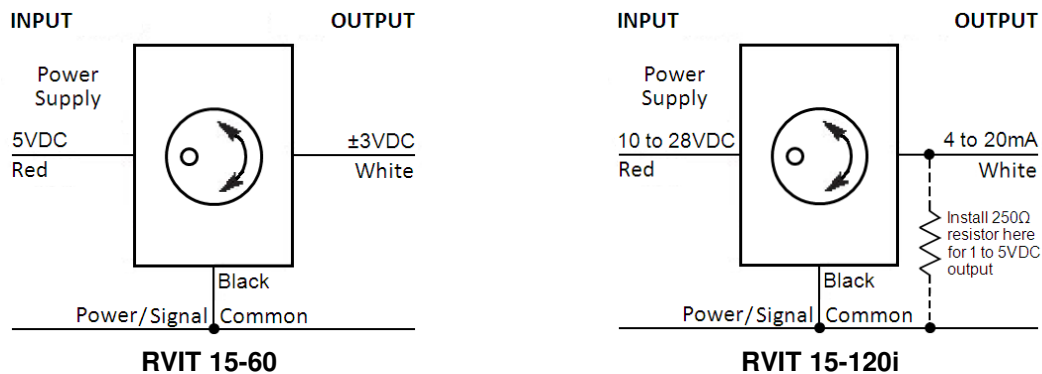 INPUT
OUTPUT
Power
Supply
5VDC
Red
±3VDC
White
Black
Power/Signal Common
RVIT 15-60
INPUT
OUTPUT
Power
Supply
10 to 28VDC
Red
4 to 20mA
White
Install 250Ω
resistor here
for 1 to 5VDC
output
Black
Power/Signal Common
RVIT 15-120i